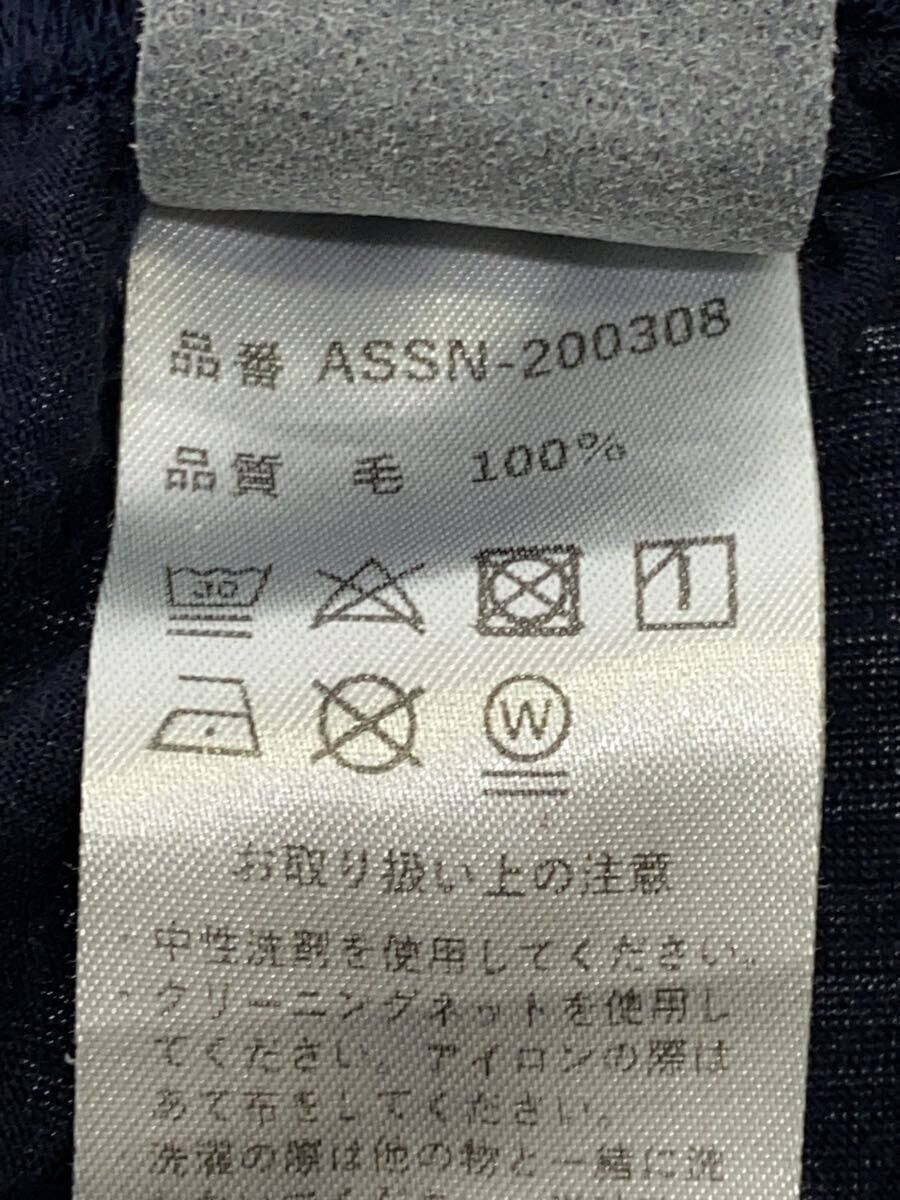 品番 ASSN-200308
品質 毛 100%
30
W
お取り扱い上の注意
・中性洗剤を使用してください。
・クリーニングネットを使用し
てください。アイロンの際は
あて布をしてください。
・洗濯の際は他の物と一緒に洗